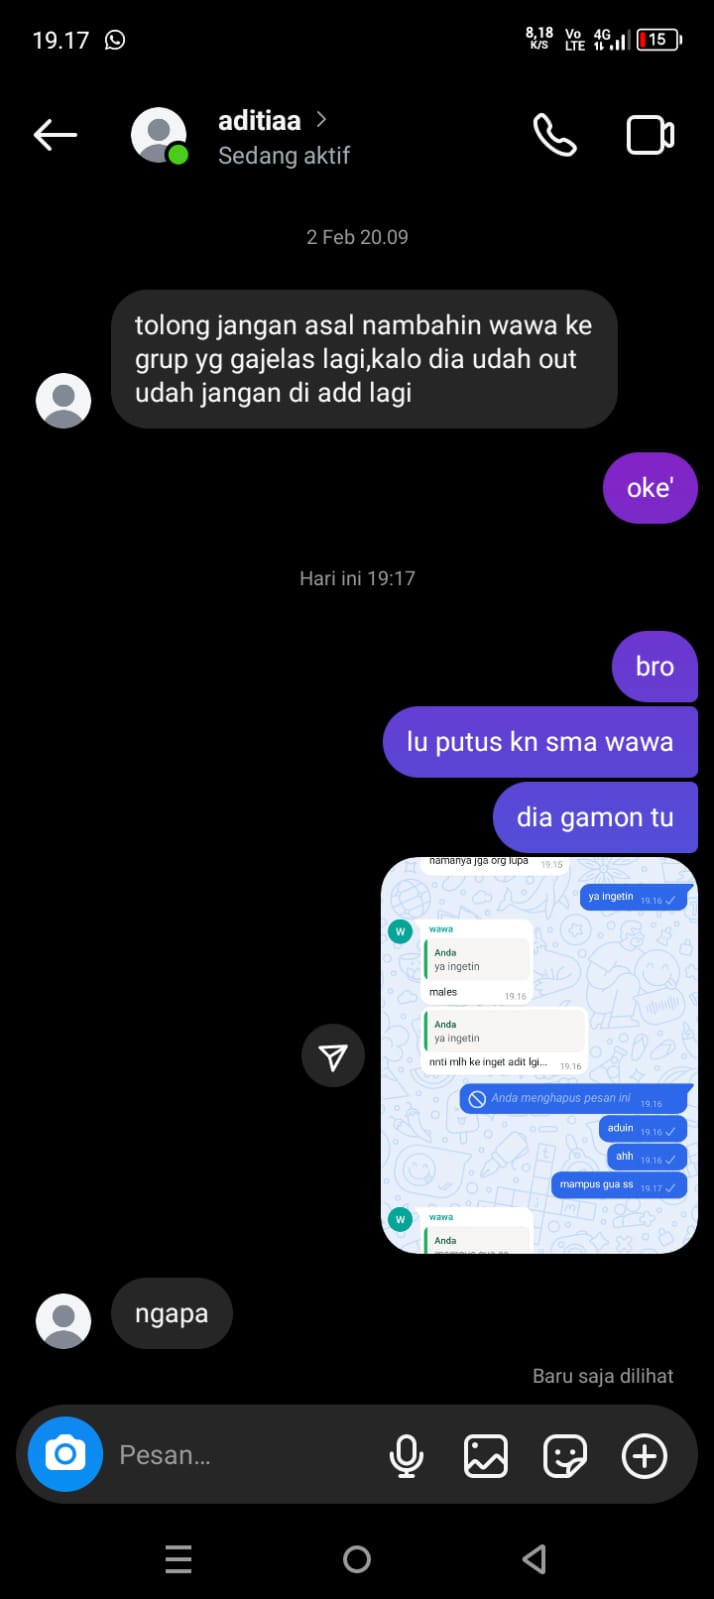 19.17
8,18 K/S Vo LTE 4G 15
aditiaa
Sedang aktif
2 Feb 20.09
tolong jangan asal nambahin wawa ke
grup yg gajelas lagi,kalo dia udah out
udah jangan di add lagi
oke'
Hari ini 19:17
bro
lu putus kn sma wawa
dia gamon tu
namanya jga org lupa 19.15
ya ingetin 19.16
W
wawa
Anda
ya ingetin
males 19.16
Anda
ya ingetin
nnti mlh ke inget adit lgi... 19.16
Anda menghapus pesan ini 19.16
aduin 19.16
ahh 19.16
mampus gua ss 19.17
W
wawa
Anda
ngapa
Baru saja dilihat
Pesan...